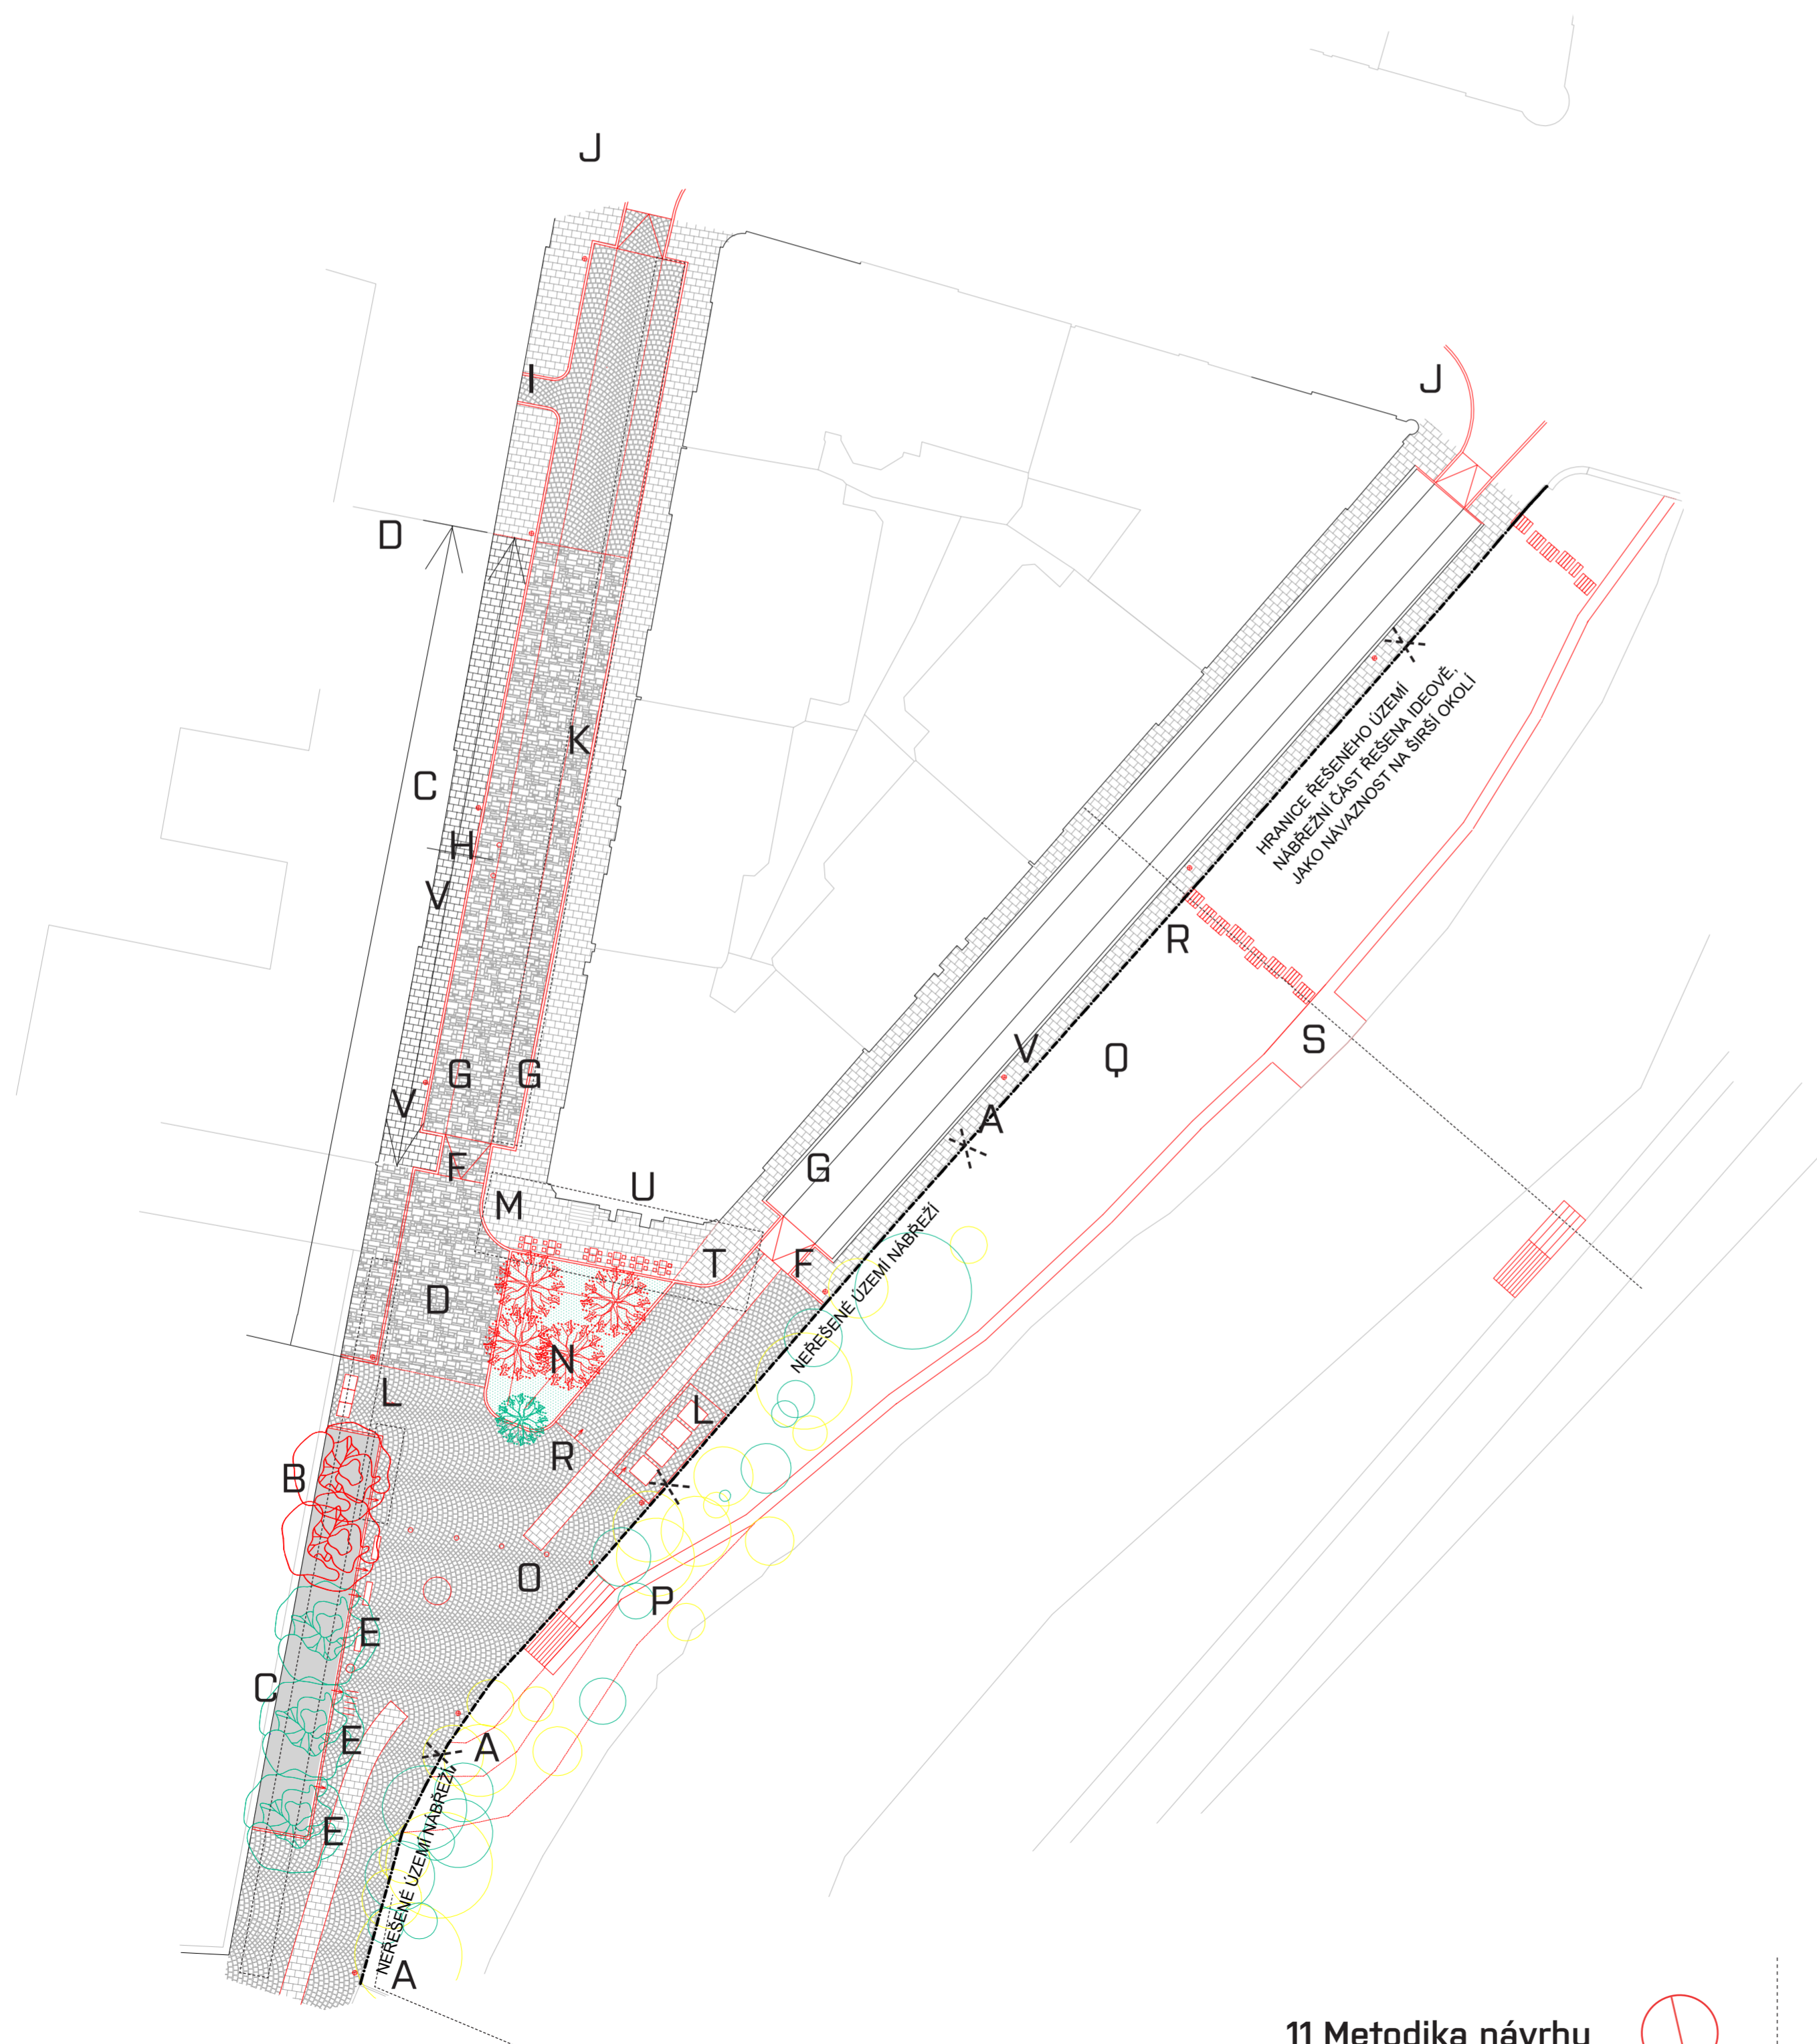 J
J
I
D
C
K
H
V
HRANICE ŘEŠENÉHO ÚZEMÍ
NÁBŘEŽNÍ ČÁST ŘEŠENA IDEOVĚ,
JAKO NÁVAZNOST NA ŠIRŠÍ OKOLÍ
R
S
V
Q
G
G
V
A
F
G
U
M
T
F
NEŘEŠENÉ ÚZEMÍ NÁBŘEŽÍ
D
N
L
L
B
R
O
P
E
C
E
A
E
NEŘEŠENÉ ÚZEMÍ NÁBŘEŽÍ
A
11 Metodika návrhu